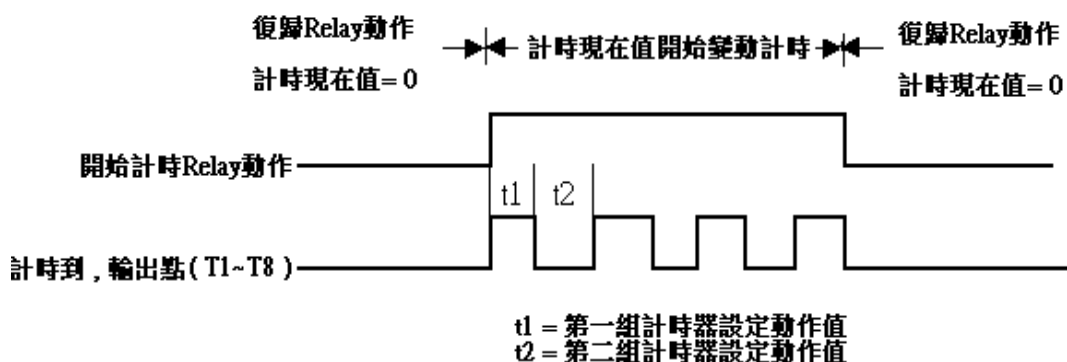 復歸Relay動作
計時現在值= 0
計時現在值開始變動計時
復歸Relay動作
計時現在值= 0
開始計時Relay動作
t1
t2
計時到 , 輸出點( T1~T8 )
t1 = 第一組計時器設定動作值
t2 = 第二組計時器設定動作值